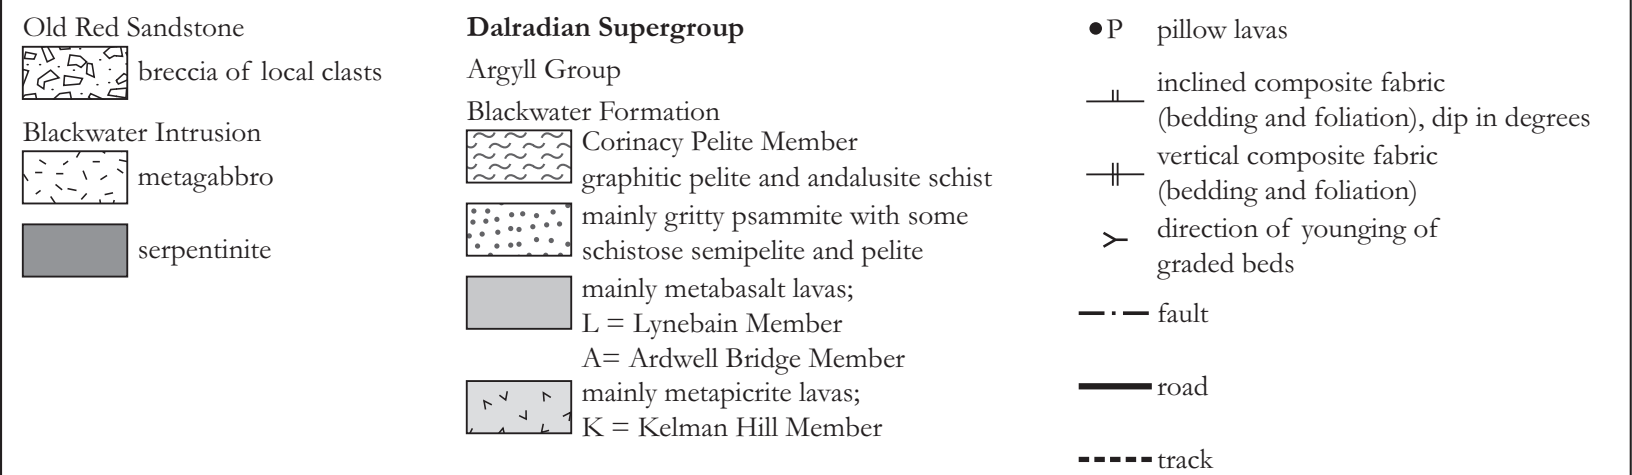 Old Red Sandstone
breccia of local clasts
Blackwater Intrusion
metagabbro
serpentinite
Dalradian Supergroup
Argyll Group
Blackwater Formation
Corinacy Pelite Member
graphitic pelite and andalusite schist
mainly gritty psammite with some
schistose semipelite and pelite
mainly metabasalt lavas;
L = Lynebain Member
A= Ardwell Bridge Member
mainly metapicrite lavas;
K = Kelman Hill Member
P pillow lavas
inclined composite fabric
(bedding and foliation), dip in degrees
vertical composite fabric
(bedding and foliation)
direction of younging of
graded beds
fault
road
track